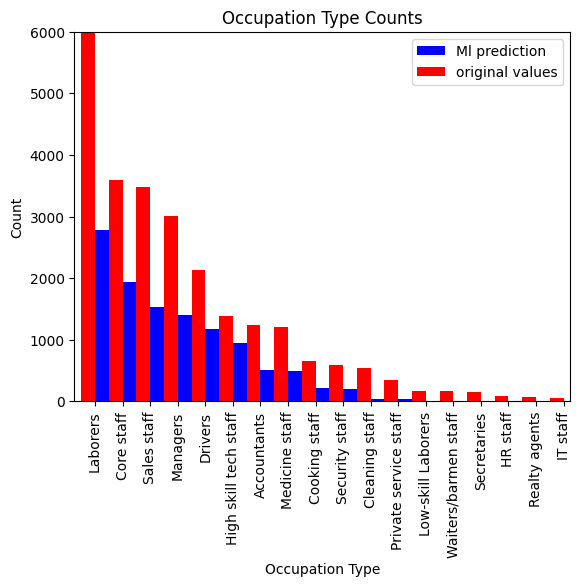 Occupation Type Counts
Ml prediction
original values
Count
6000
5000
4000
3000
2000
1000
0
Laborers
Core staff
Sales staff
Managers
Drivers
High skill tech staff
Accountants
Medicine staff
Cooking staff
Security staff
Cleaning staff
Private service staff
Low-skill Laborers
Waiters/barmen staff
Secretaries
HR staff
Realty agents
IT staff
Occupation Type